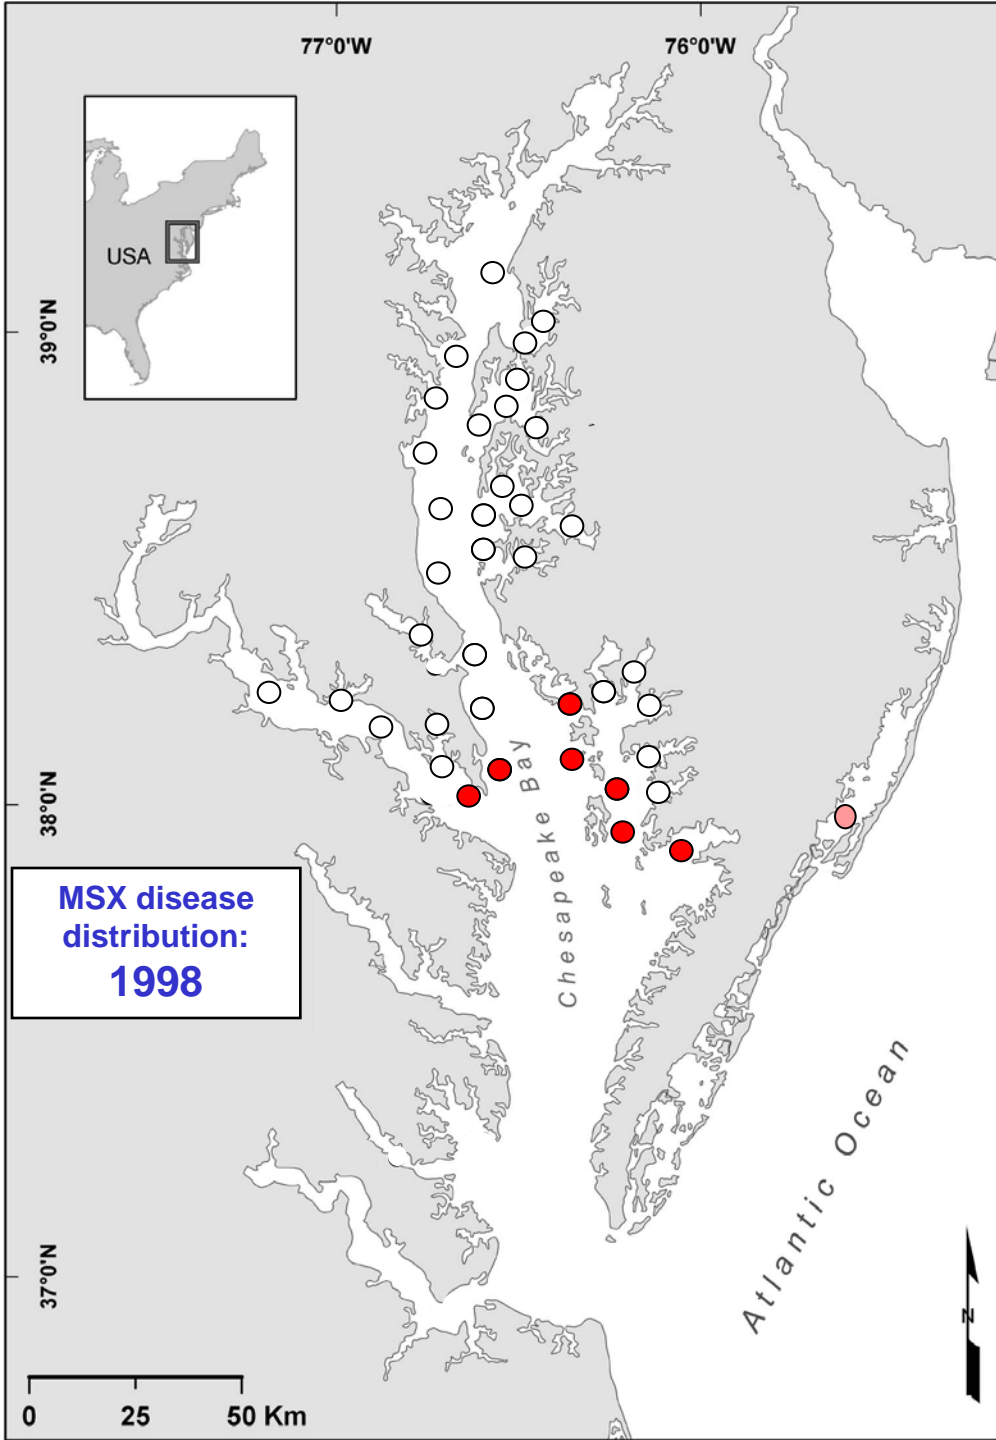 77°0'W
76°0'W
USA
39°0'N
38°0'N
Chesapeake Bay
MSX disease
distribution:
1998
Atlantic Ocean
37°0'N
N
0 25 50 Km